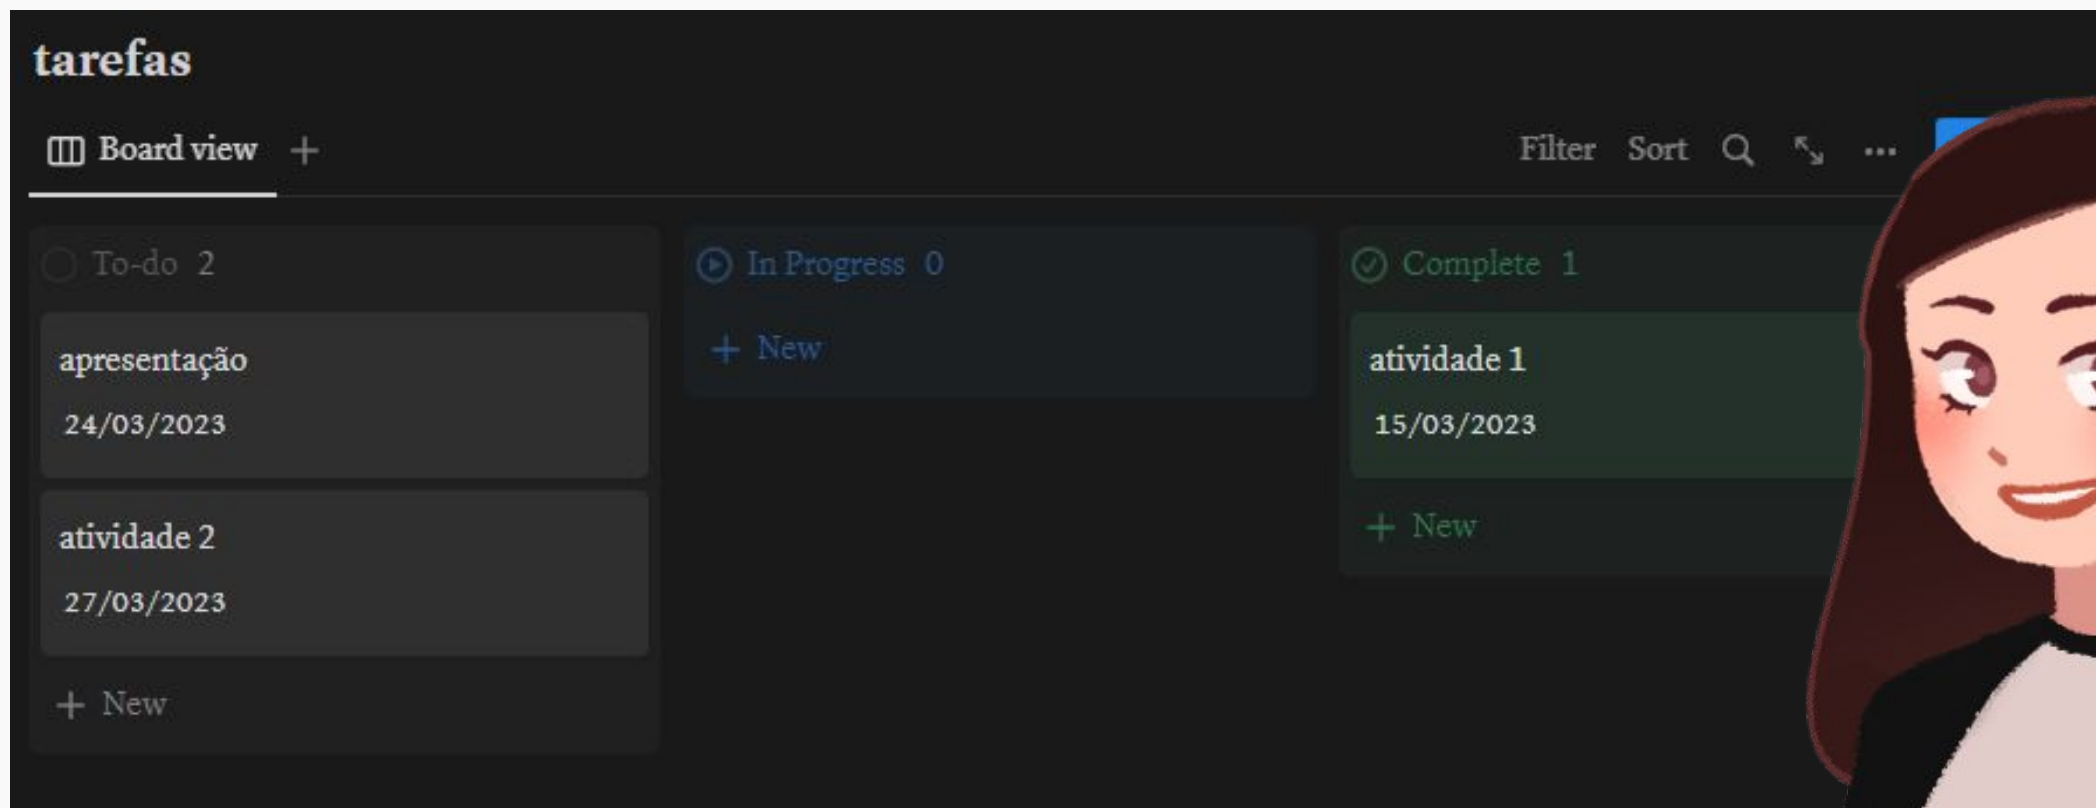 tarefas
Board view
Filter Sort
To-do 2
apresentação
24/03/2023
atividade 2
27/03/2023
+ New
In Progress 0
+ New
Complete 1
atividade 1
15/03/2023
+ New